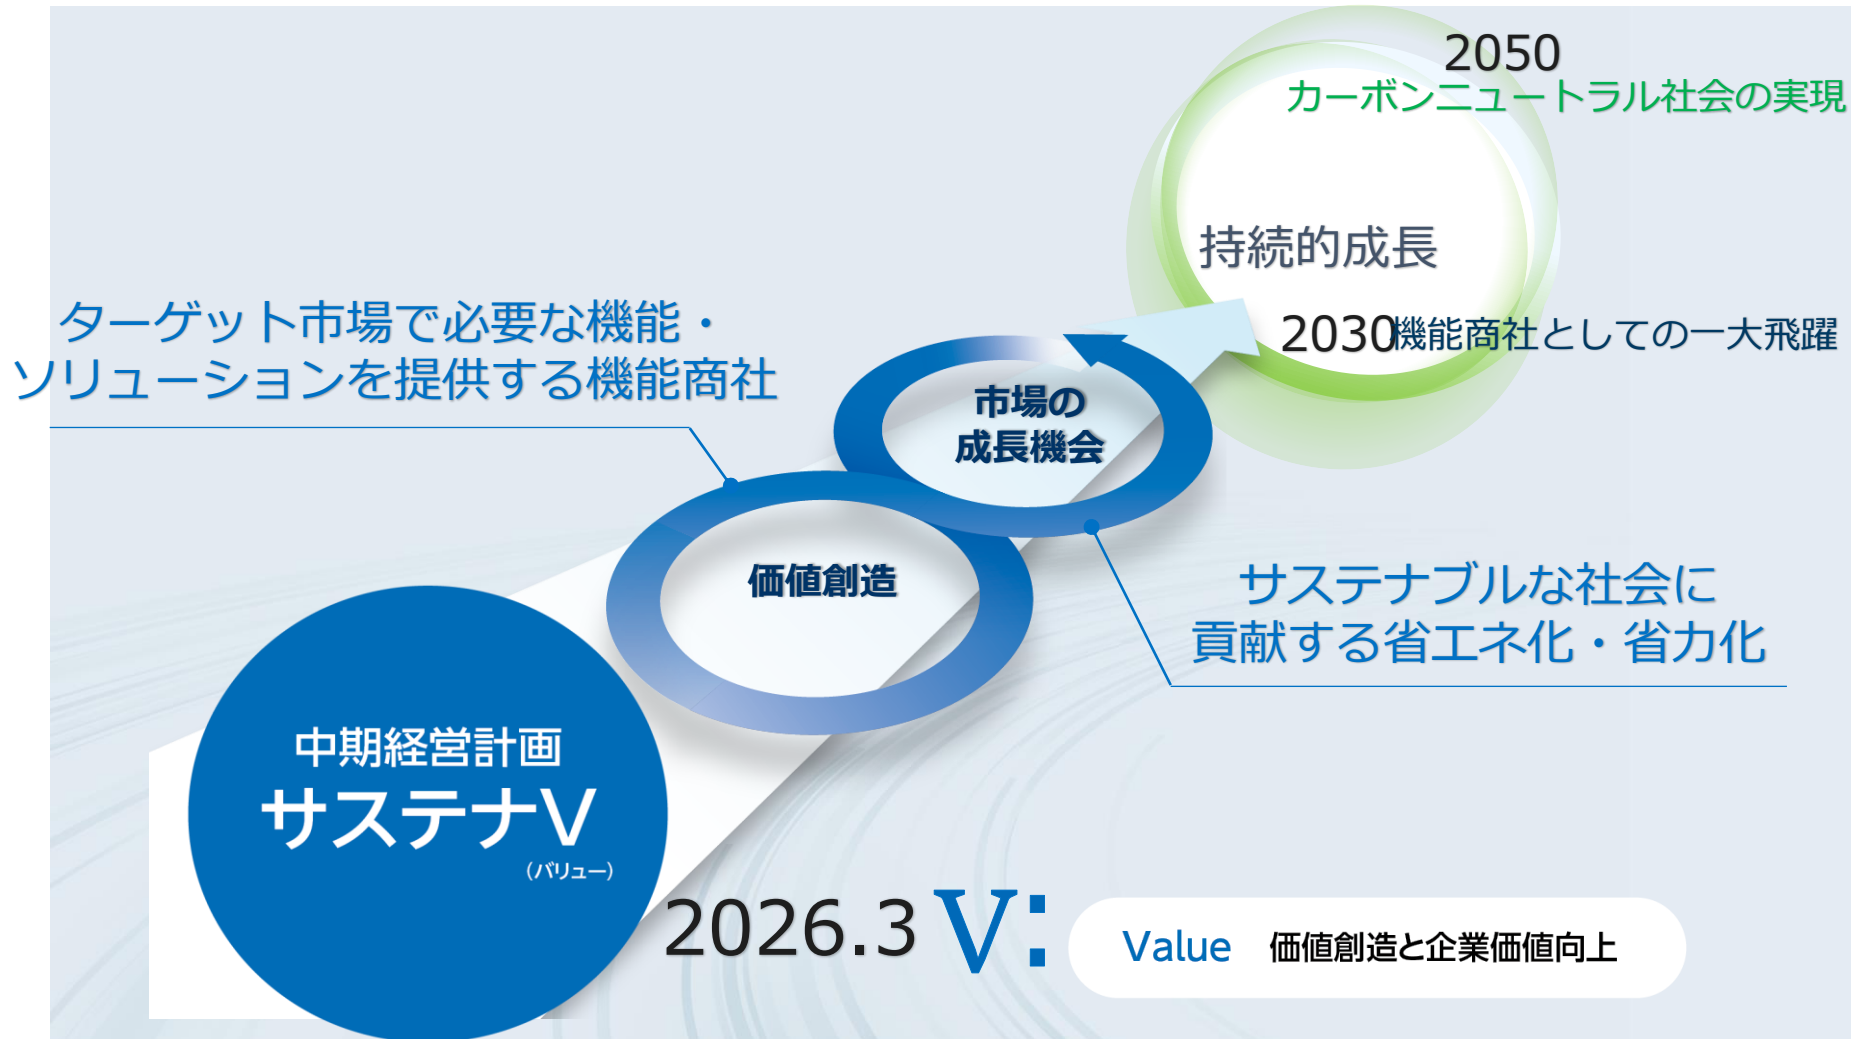 2050
カーボンニュートラル社会の実現
持続的成長
2030機能商社としての一大飛躍
ターゲット市場で必要な機能・
ソリューションを提供する機能商社
市場の
成長機会
価値創造
サステナブルな社会に
貢献する省エネ化・省力化
中期経営計画
サステナV
(バリュー)
2026.3 V:
Value 価値創造と企業価値向上